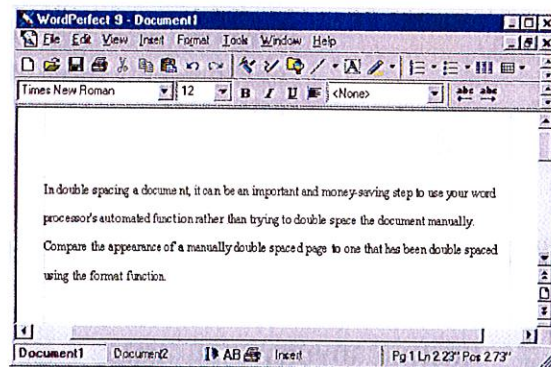 WordPerfect 9 - Document1
File Edit View Insert Format Tools Window Help
Times New Roman 12 B I U <None> abc abc
In double spacing a document, it can be an important and money-saving step to use your word
processor's automated function rather than trying to double space the document manually.
Compare the appearance of a manually double spaced page to one that has been double spaced
using the format function.
Document1 Document2 AB Insert Pg 1 Ln 2.23" Pos 2.73"